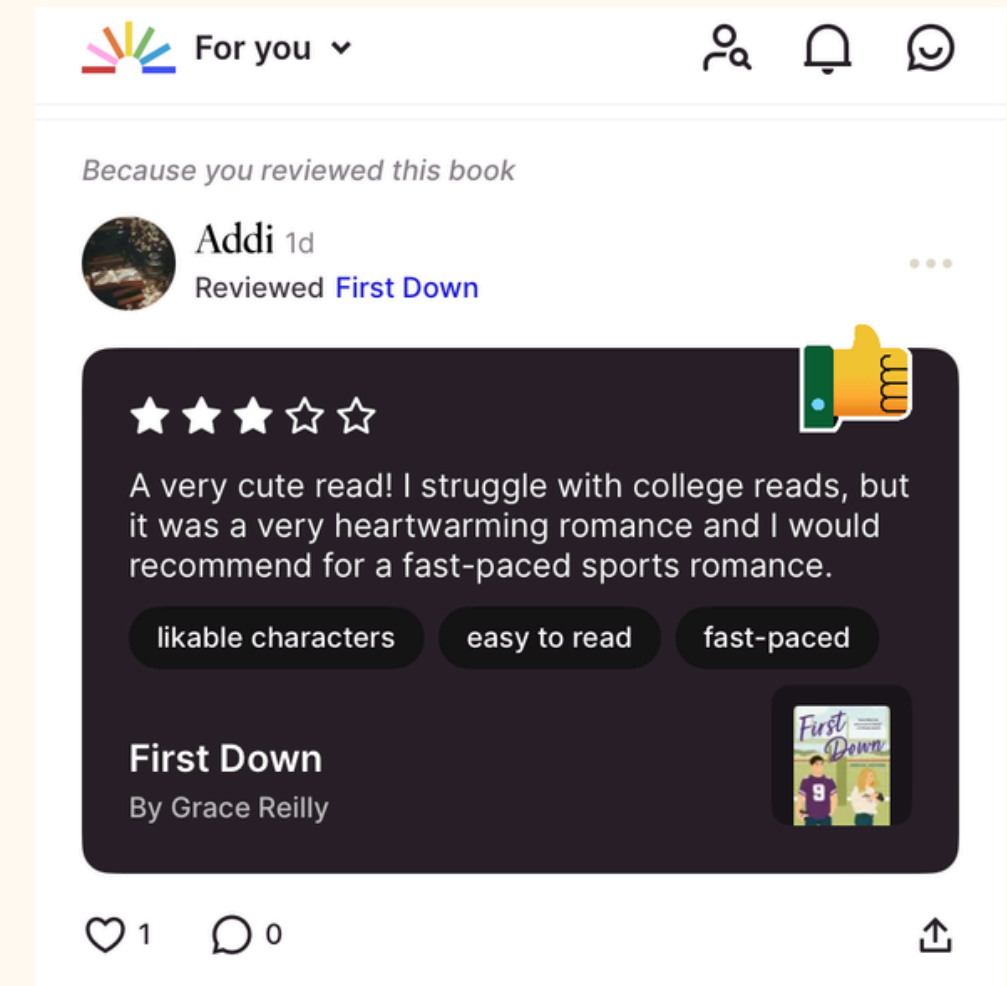 For you
Because you reviewed this book
Addi 1d
Reviewed First Down
A very cute read! I struggle with college reads, but
it was a very heartwarming romance and I would
recommend for a fast-paced sports romance.
likable characters easy to read fast-paced
First Down
By Grace Reilly
First
Down
9
1 0